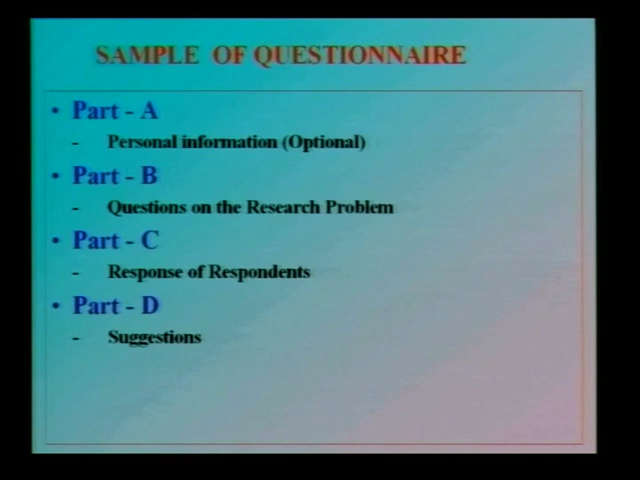 SAMPLE OF QUESTIONNAIRE
• Part - A
- Personal information (Optional)
• Part - B
- Questions on the Research Problem
• Part - C
- Response of Respondents
• Part - D
- Suggestions